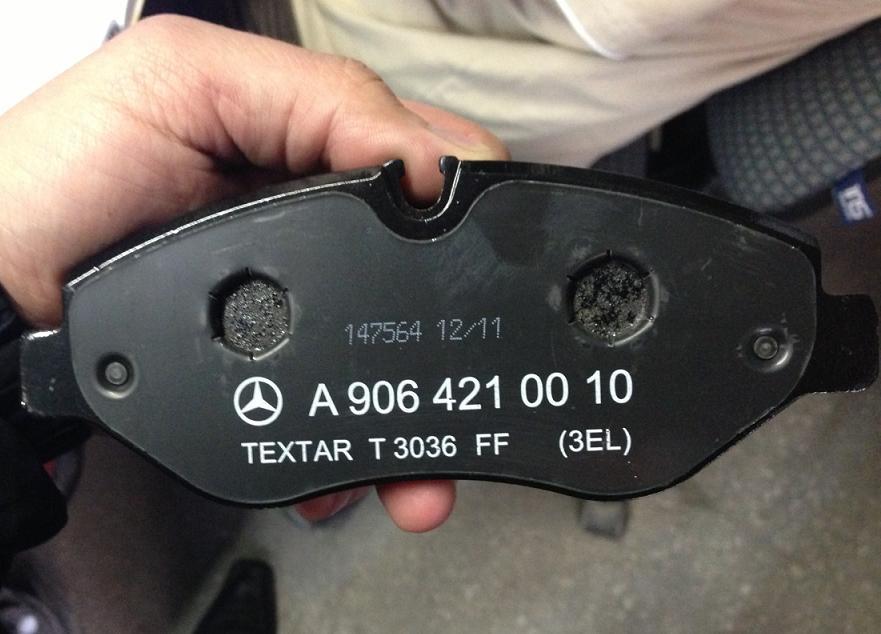 147564 12/11
A 906 421 00 10
TEXTAR T 3036 FF (3EL)